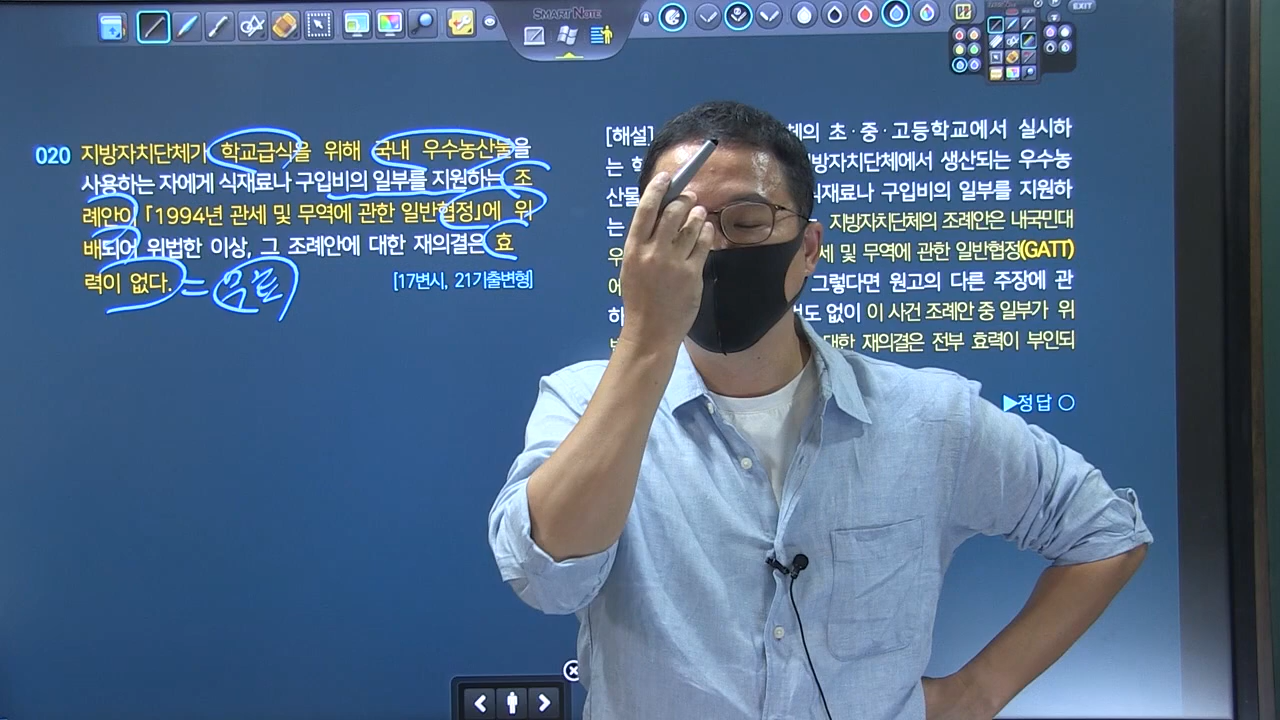 SMART NOTE
EXIT
020 지방자치단체가 학교급식을 위해 국내 우수농산물을
사용하는 자에게 식재료나 구입비의 일부를 지원하는 조
례안이, 「1994년 관세 및 무역에 관한 일반협정」에 위
배되어 위법한 이상, 그 조례안에 대한 재의결은 효
력이 없다. = 무효
[17변시, 21기출변형]
[해설] 체의 초·중·고등학교에서 실시하
는 방자치단체에서 생산되는 우수농
산물 식재료나 구입비의 일부를 지원하
는 지방자치단체의 조례안은 내국민대
우 세 및 무역에 관한 일반협정(GATT)
에 그렇다면 원고의 다른 주장에 관
하 도 없이 이 사건 조례안 중 일부가 위
대한 재의결은 전부 효력이 부인되
▶정답 ○